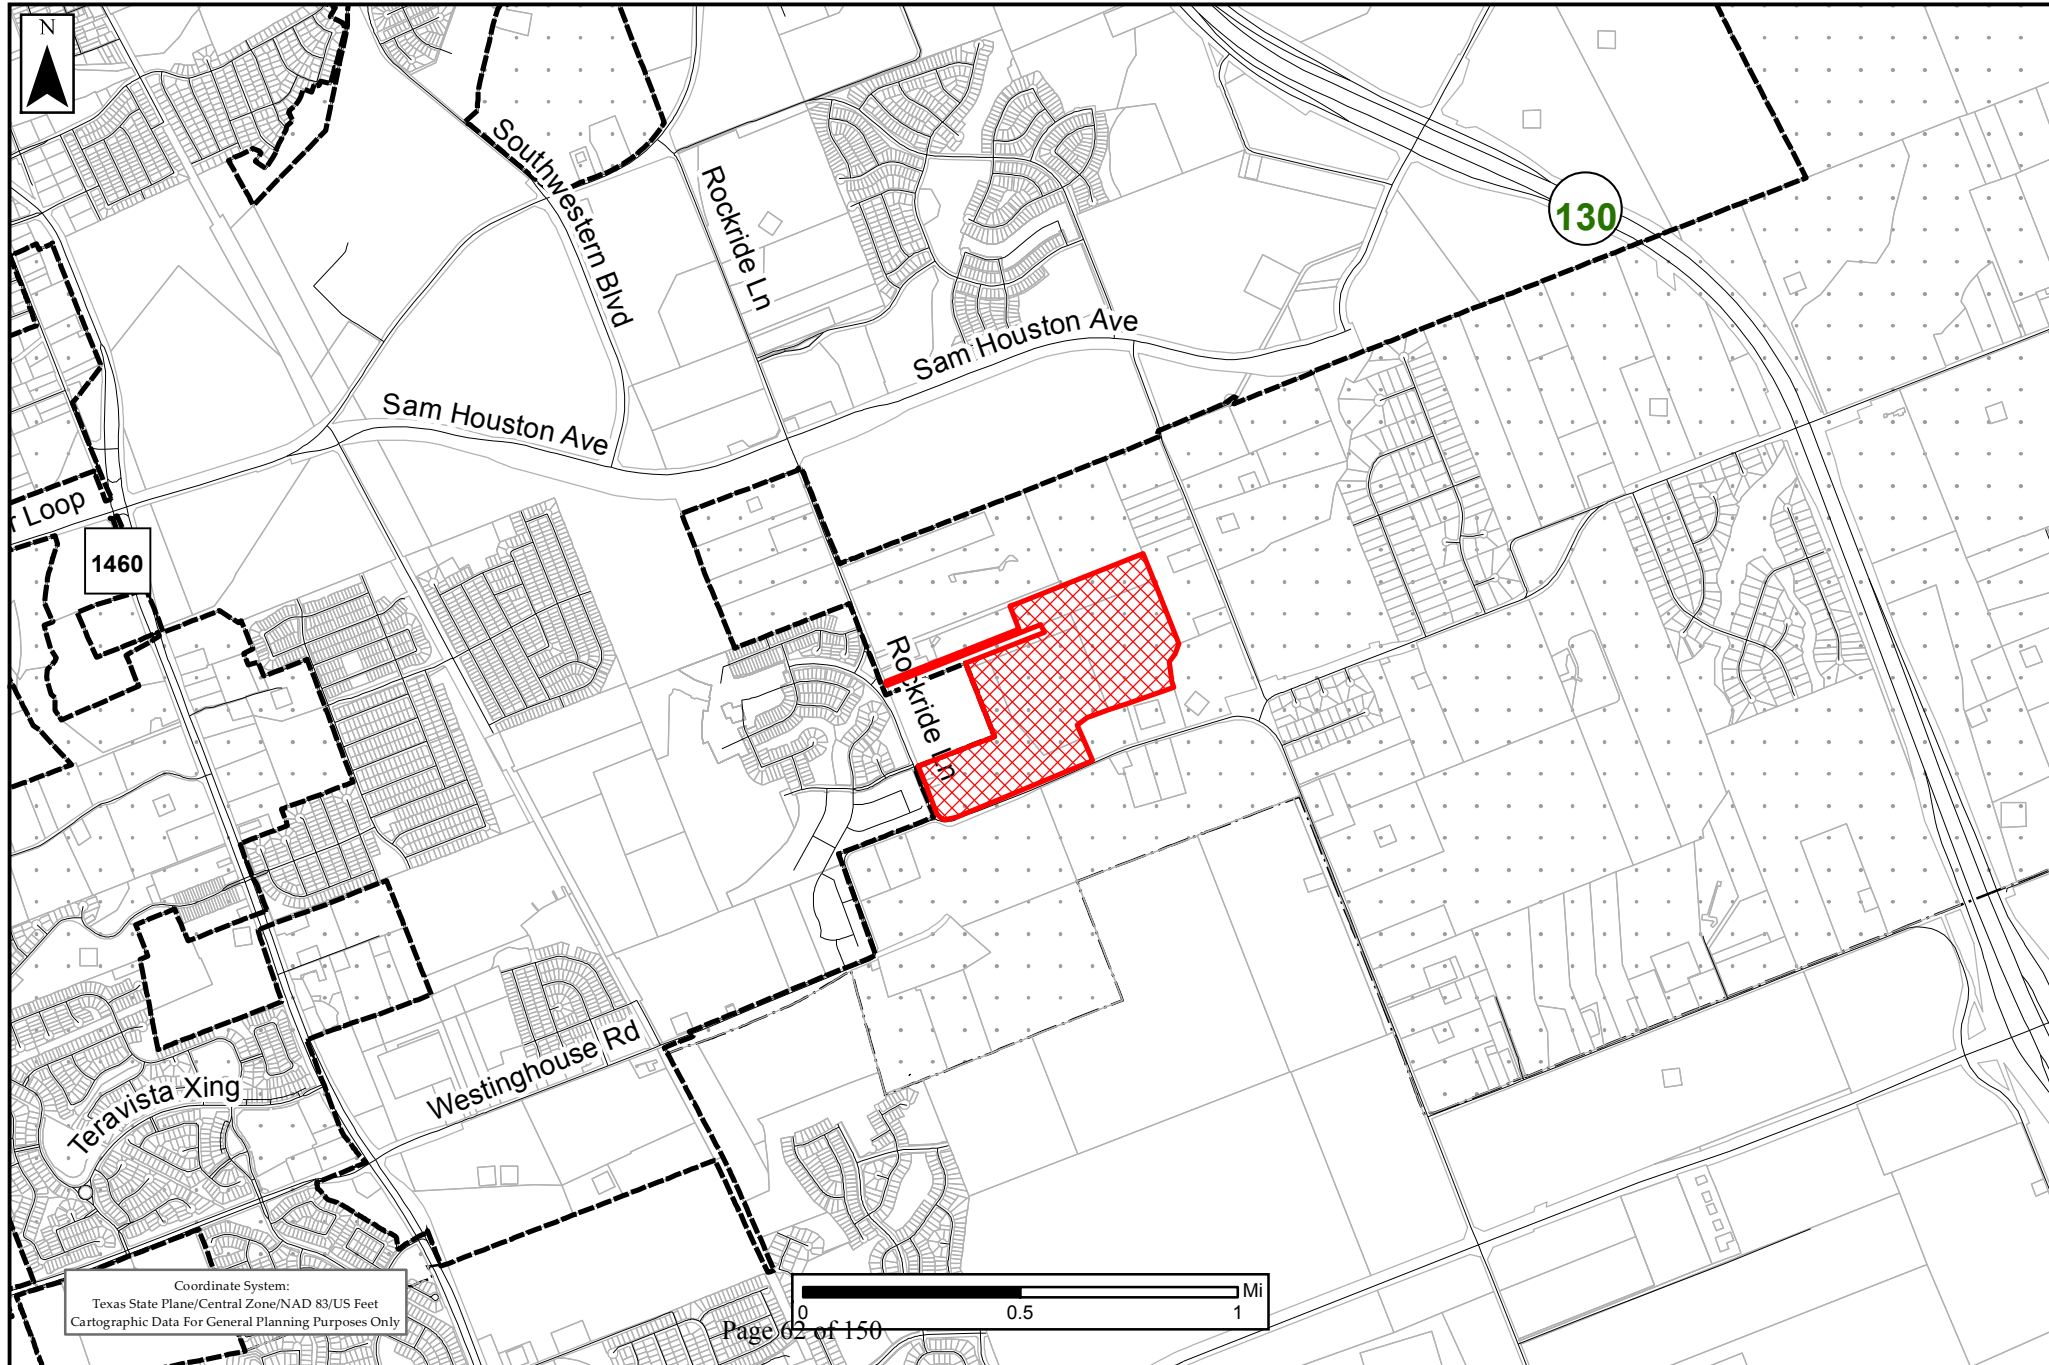 N
Southwestern Blvd
Rockride Ln
130
Sam Houston Ave
Sam Houston Ave
r Loop
1460
Rockride Ln
Westinghouse Rd
Teravista Xing
Coordinate System:
Texas State Plane/Central Zone/NAD 83/US Feet
Cartographic Data For General Planning Purposes Only
Mi
0 0.5 1
Page 62 of 150